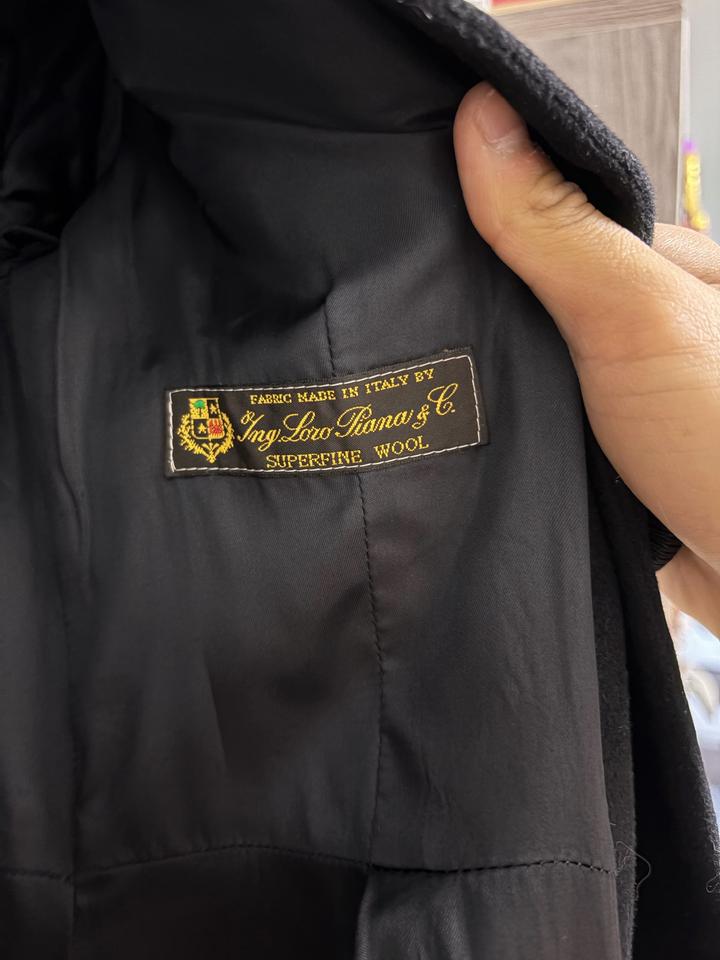 FABRIC MADE IN ITALY BY
Ing. Loro Piana & C.
SUPERFINE WOOL